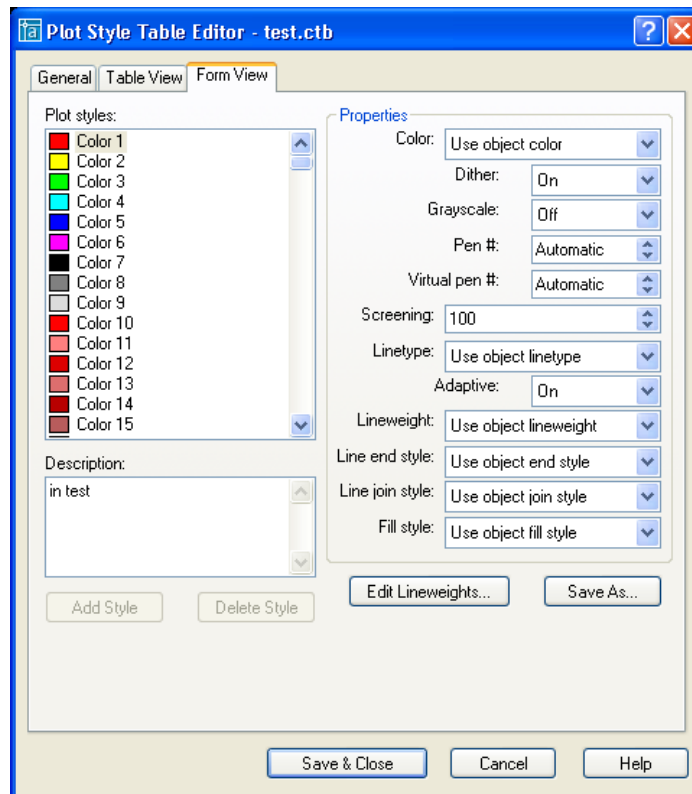 Plot Style Table Editor - test.ctb
General Table View Form View
Plot styles:
Color 1
Color 2
Color 3
Color 4
Color 5
Color 6
Color 7
Color 8
Color 9
Color 10
Color 11
Color 12
Color 13
Color 14
Color 15
Description:
in test
Add Style Delete Style
Properties
Color: Use object color
Dither: On
Grayscale: Off
Pen #: Automatic
Virtual pen #: Automatic
Screening: 100
Linetype: Use object linetype
Adaptive: On
Lineweight: Use object lineweight
Line end style: Use object end style
Line join style: Use object join style
Fill style: Use object fill style
Edit Lineweights... Save As...
Save & Close Cancel Help